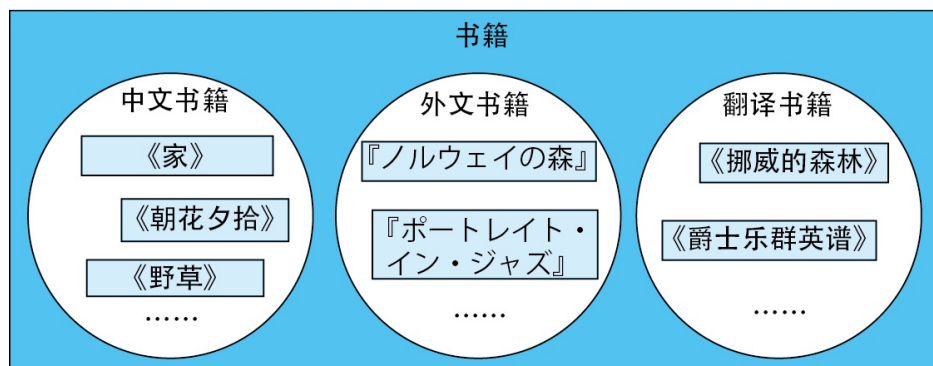 书籍
中文书籍
《家》
《朝花夕拾》
《野草》
……
外文书籍
『ノルウェイの森』
『ポートレイト・
イン・ジャズ』
……
翻译书籍
《挪威的森林》
《爵士乐群英谱》
……